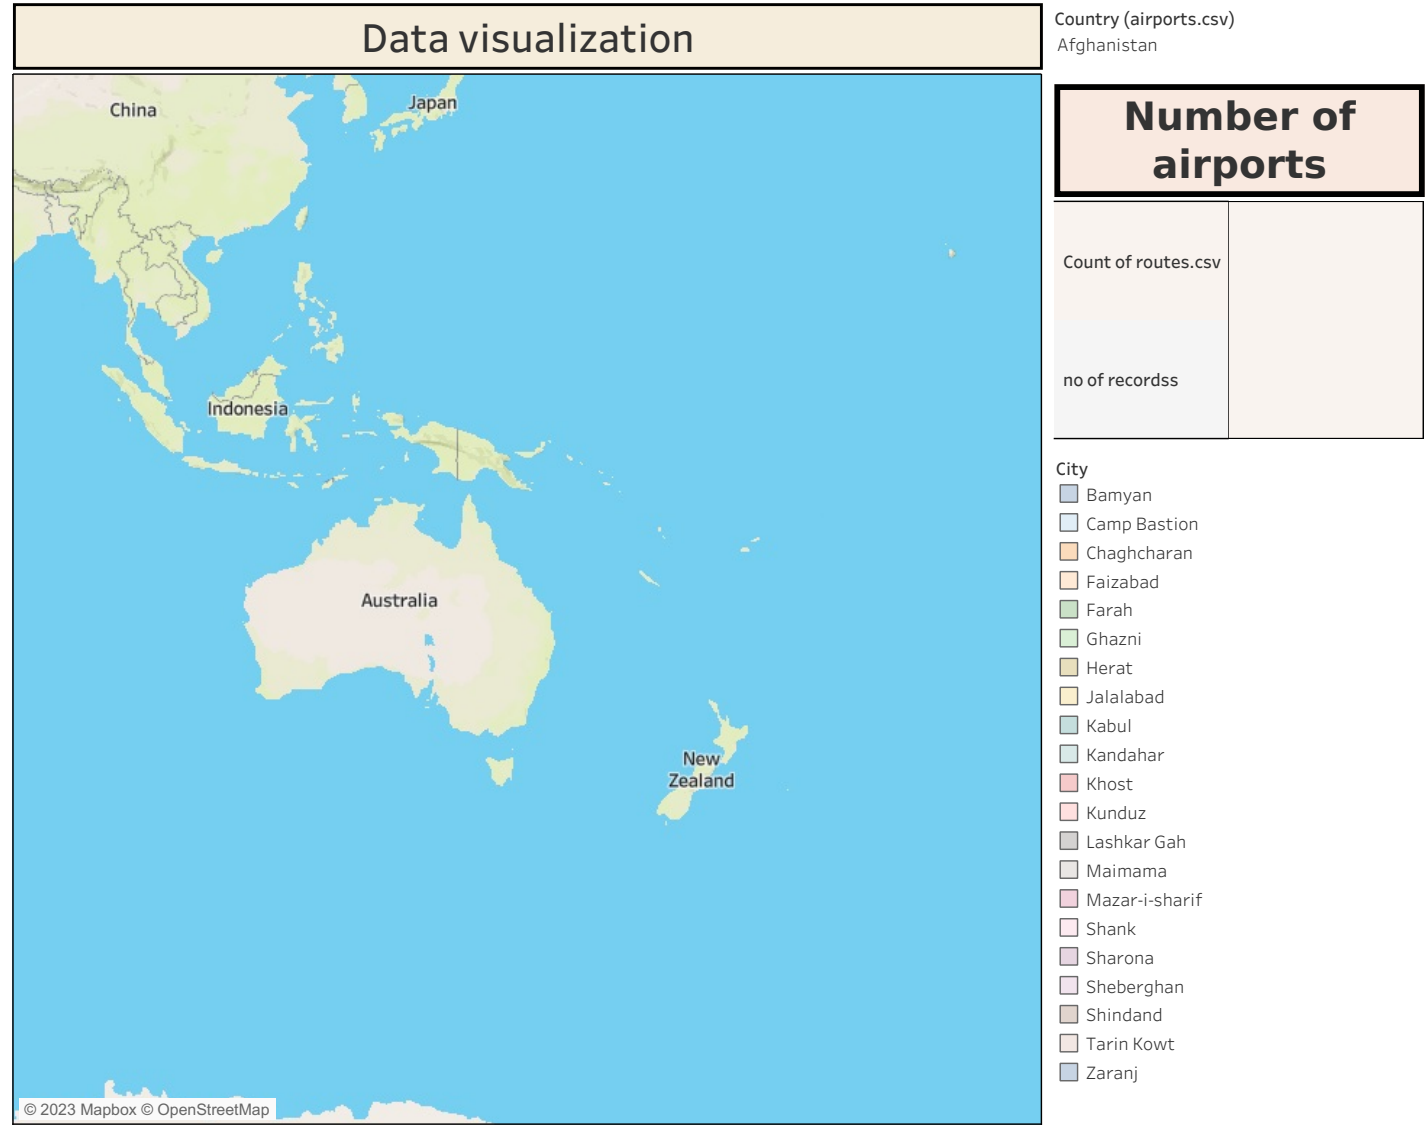 Data visualization
Country (airports.csv)
Afghanistan
China
Japan
Indonesia
Australia
New
Zealand
© 2023 Mapbox © OpenStreetMap
Number of
airports
Count of routes.csv
no of recordss
City
Bamyan
Camp Bastion
Chaghcharan
Faizabad
Farah
Ghazni
Herat
Jalalabad
Kabul
Kandahar
Khost
Kunduz
Lashkar Gah
Maimama
Mazar-i-sharif
Shank
Sharona
Sheberghan
Shindand
Tarin Kowt
Zaranj